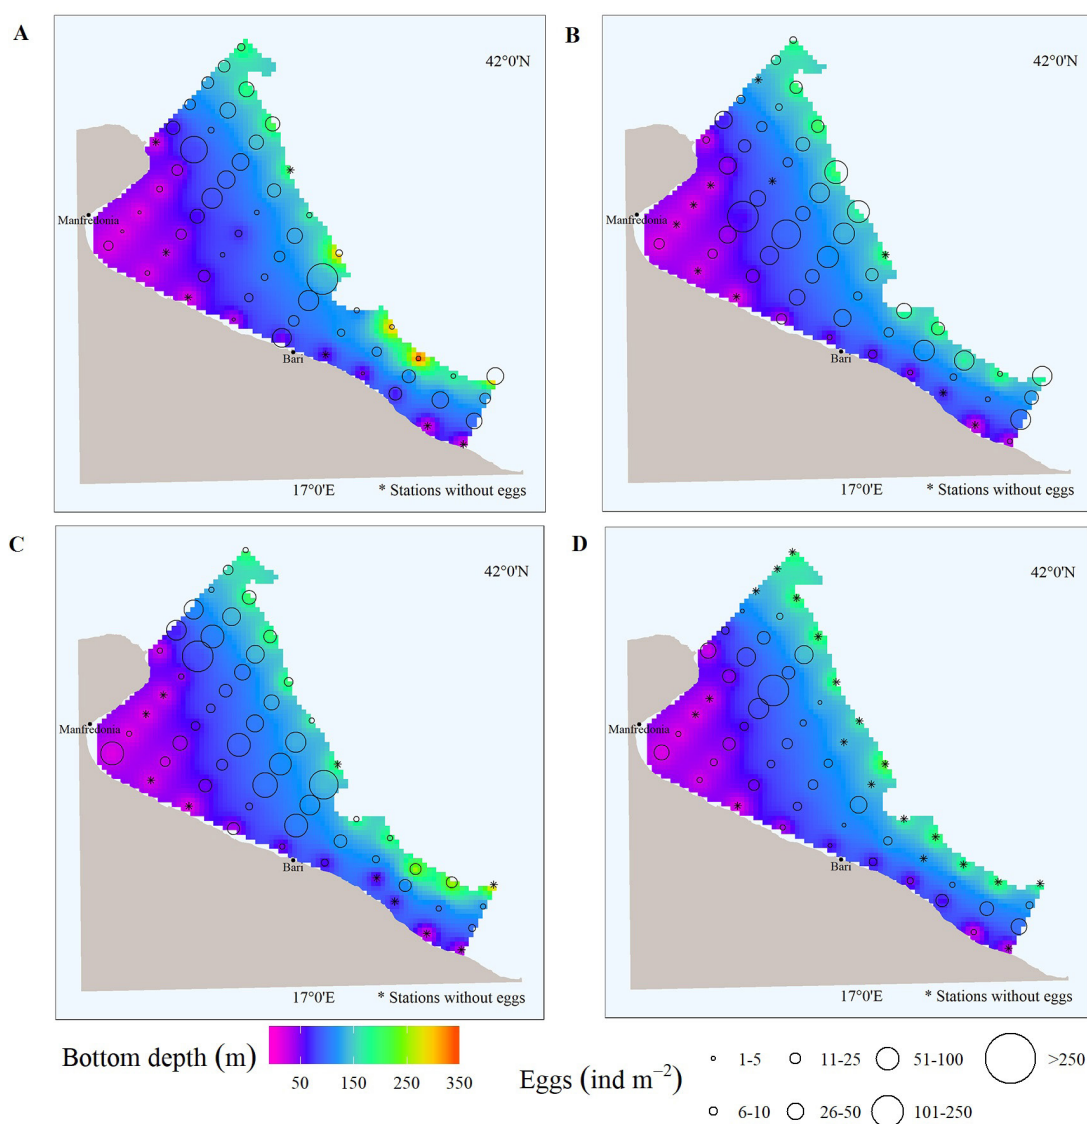 A
42°0'N
Manfredonia
Bari
17°0'E
* Stations without eggs
B
42°0'N
Manfredonia
Bari
17°0'E
* Stations without eggs
C
42°0'N
Manfredonia
Bari
17°0'E
* Stations without eggs
D
42°0'N
Manfredonia
Bari
17°0'E
* Stations without eggs
Bottom depth (m)
50 150 250 350
Eggs (ind m⁻²)
1-5 11-25 51-100 >250
6-10 26-50 101-250